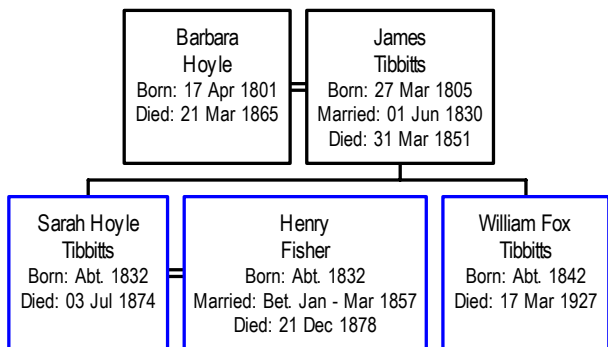 Barbara
Hoyle
Born: 17 Apr 1801
Died: 21 Mar 1865
James
Tibbitts
Born: 27 Mar 1805
Married: 01 Jun 1830
Died: 31 Mar 1851
Sarah Hoyle
Tibbitts
Born: Abt. 1832
Died: 03 Jul 1874
Henry
Fisher
Born: Abt. 1832
Married: Bet. Jan - Mar 1857
Died: 21 Dec 1878
William Fox
Tibbitts
Born: Abt. 1842
Died: 17 Mar 1927